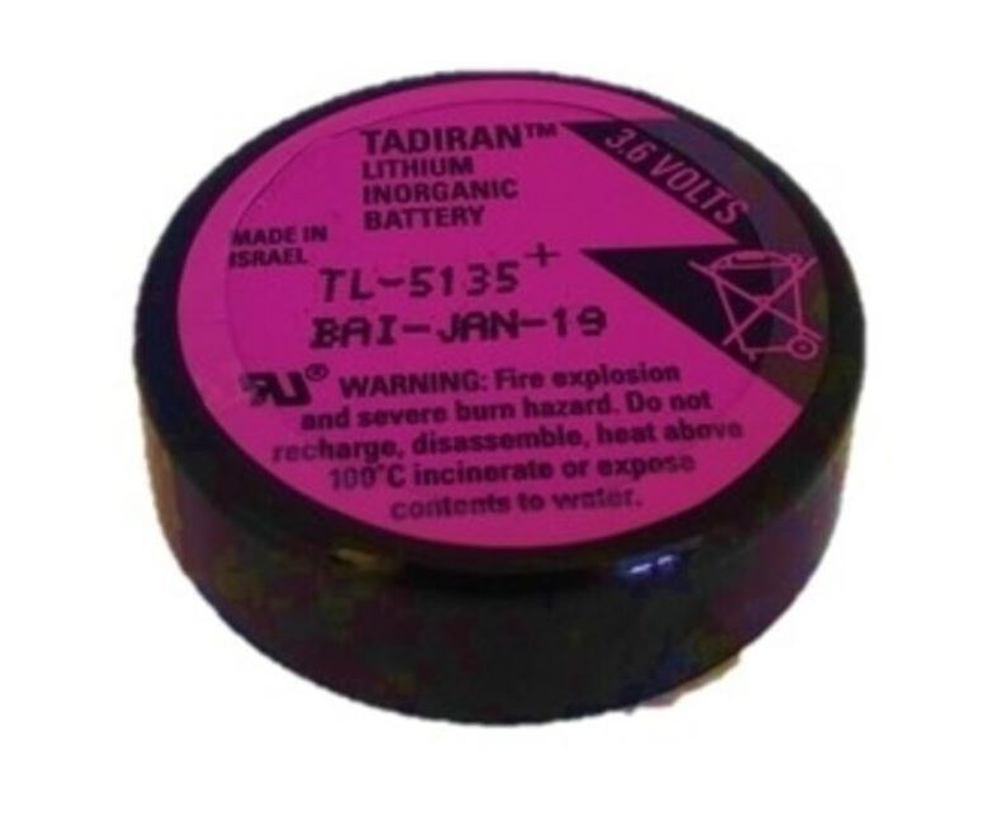 TADIRAN™
LITHIUM
INORGANIC
BATTERY
3.6 VOLTS
MADE IN
ISRAEL
+
TL-5135
BAI-JAN-19
RU® WARNING: Fire explosion
and severe burn hazard. Do not
recharge, disassemble, heat above
100°C incinerate or expose
contents to water.